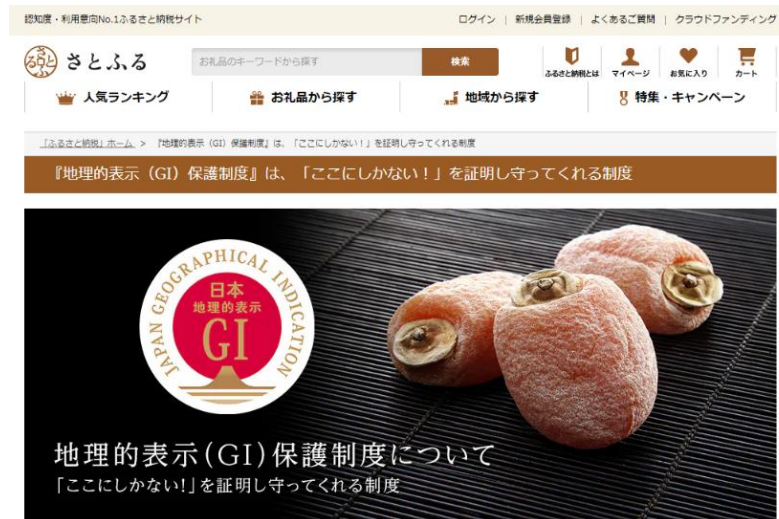 認知度・利用意向No.1ふるさと納税サイト
ログイン | 新規会員登録 | よくあるご質問 | クラウドファンディング
さとふる
さとふる
お礼品のキーワードから探す
検索
ふるさと納税とは
マイページ
お気に入り
カート
人気ランキング
お礼品から探す
地域から探す
特集・キャンペーン
「ふるさと納税」ホーム > 『地理的表示（GI）保護制度』は、「ここにしかない！」を証明し守ってくれる制度
『地理的表示（GI）保護制度』は、「ここにしかない！」を証明し守ってくれる制度
JAPAN GEOGRAPHICAL INDICATION
日本
地理的表示
GI
地理的表示(GI)保護制度について
「ここにしかない!」を証明し守ってくれる制度